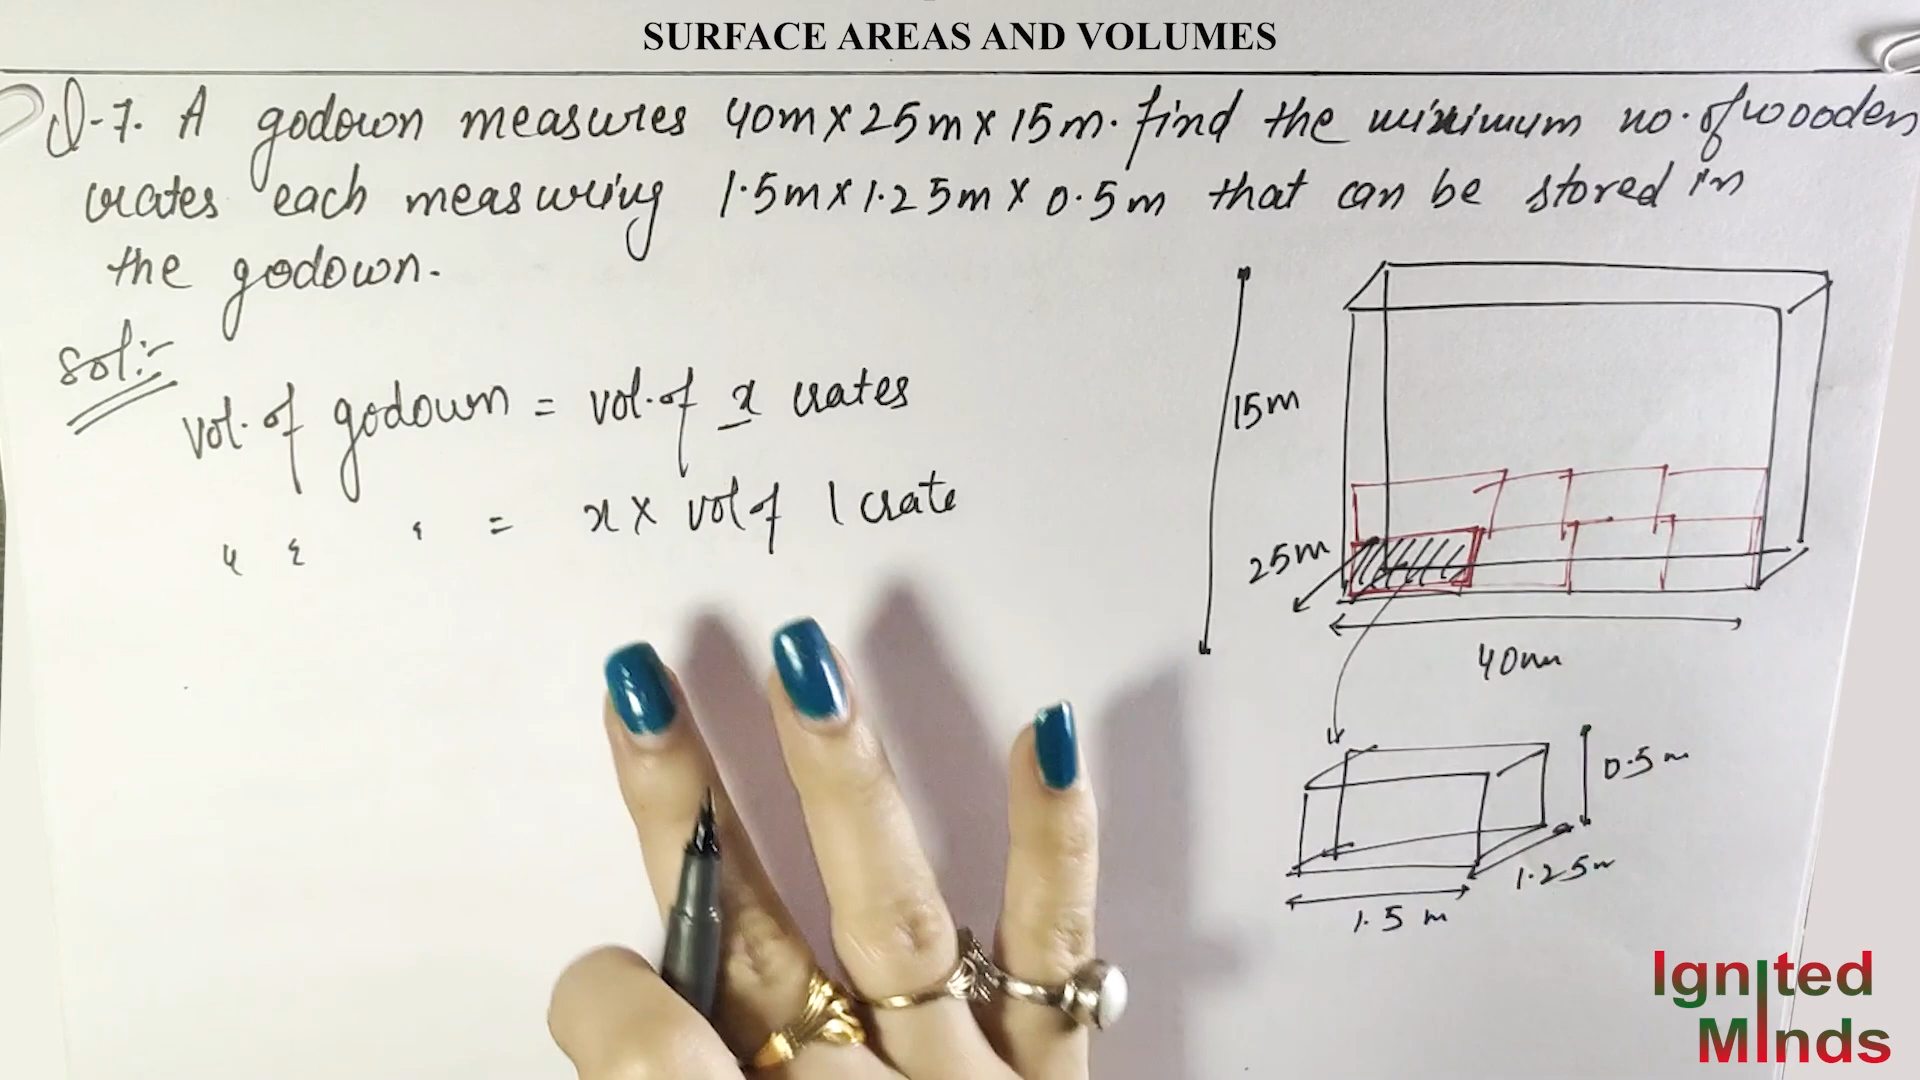 SURFACE AREAS AND VOLUMES
Q-7. A godown measures 40m x 25m x 15m. find the minimum no. of wooden
crates each measuring 1.5m x 1.25m x 0.5m that can be stored in
the godown.
Sol:-
vol. of godown = vol. of x crates
" " " = x x vol of 1 crate
15m
25m
40m
0.5m
1.25m
1.5 m
Ignited
Minds